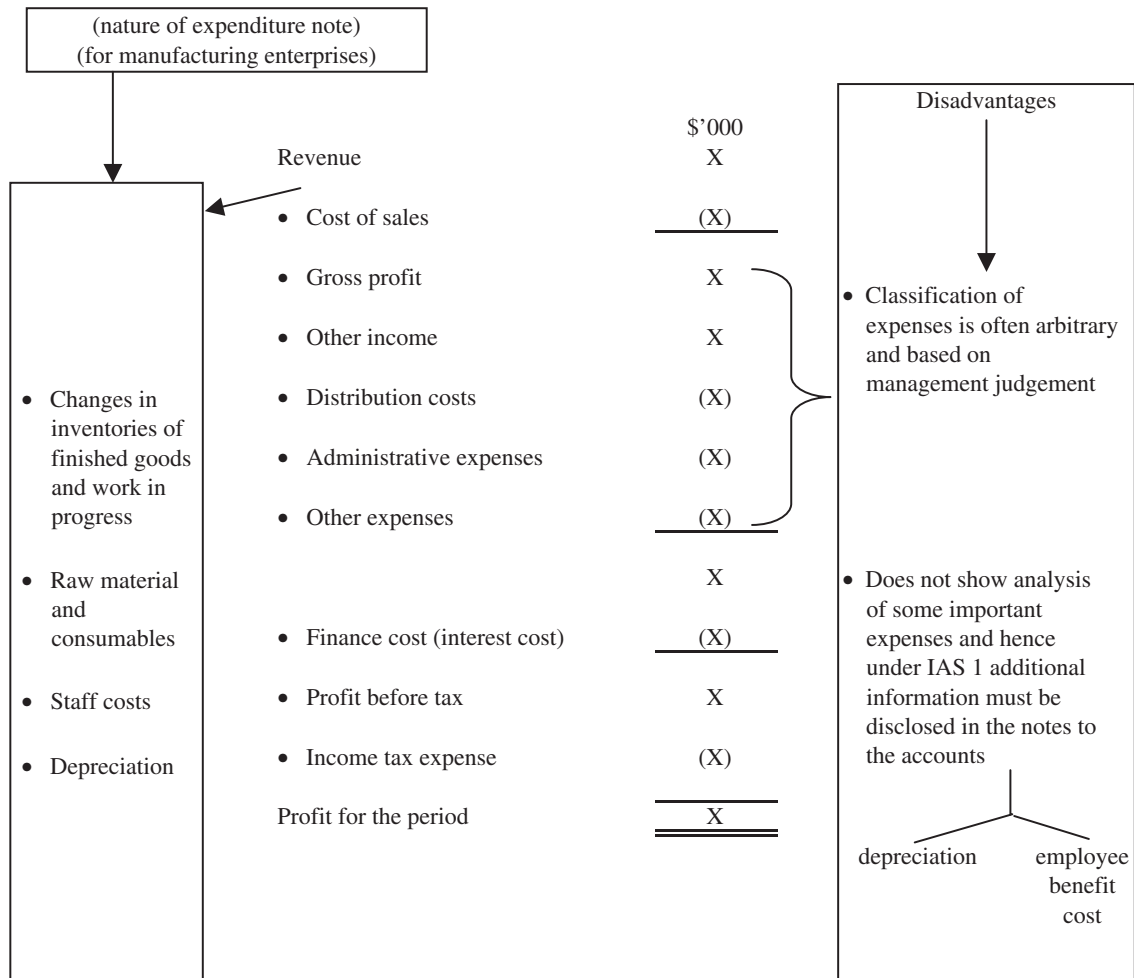 (nature of expenditure note)
(for manufacturing enterprises)
• Changes in
inventories of
finished goods
and work in
progress
• Raw material
and
consumables
• Staff costs
• Depreciation
$’000
Revenue X
• Cost of sales (X)
• Gross profit X
• Other income X
• Distribution costs (X)
• Administrative expenses (X)
• Other expenses (X)
X
• Finance cost (interest cost) (X)
• Profit before tax X
• Income tax expense (X)
Profit for the period X
Disadvantages
• Classification of
expenses is often arbitrary
and based on
management judgement
• Does not show analysis
of some important
expenses and hence
under IAS 1 additional
information must be
disclosed in the notes to
the accounts
depreciation
employee
benefit
cost